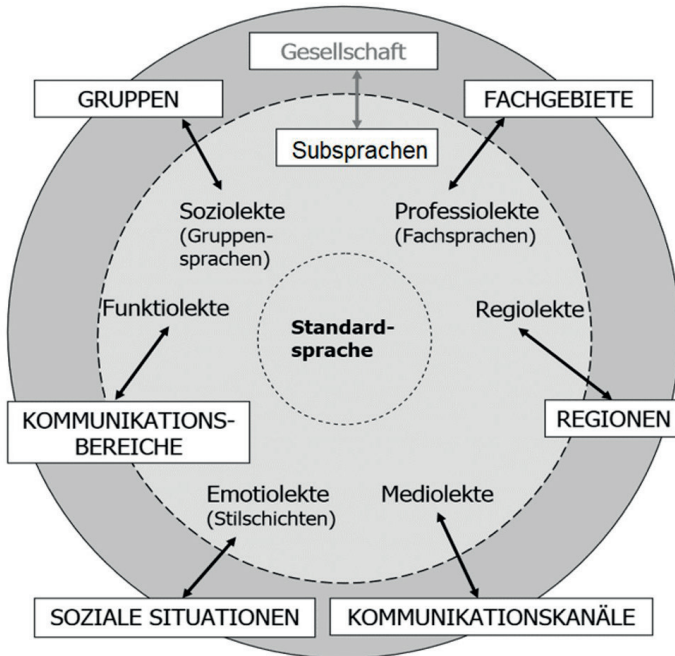 Gesellschaft
GRUPPEN
FACHGEBIETE
Subsprachen
Soziolekte
(Gruppen-
sprachen)
Professiolekte
(Fachsprachen)
Funktiolekte
Regiolekte
Standard-
sprache
KOMMUNIKATIONS-
BEREICHE
REGIONEN
Emotiolekte
(Stilschichten)
Mediolekte
SOZIALE SITUATIONEN
KOMMUNIKATIONSKANÄLE